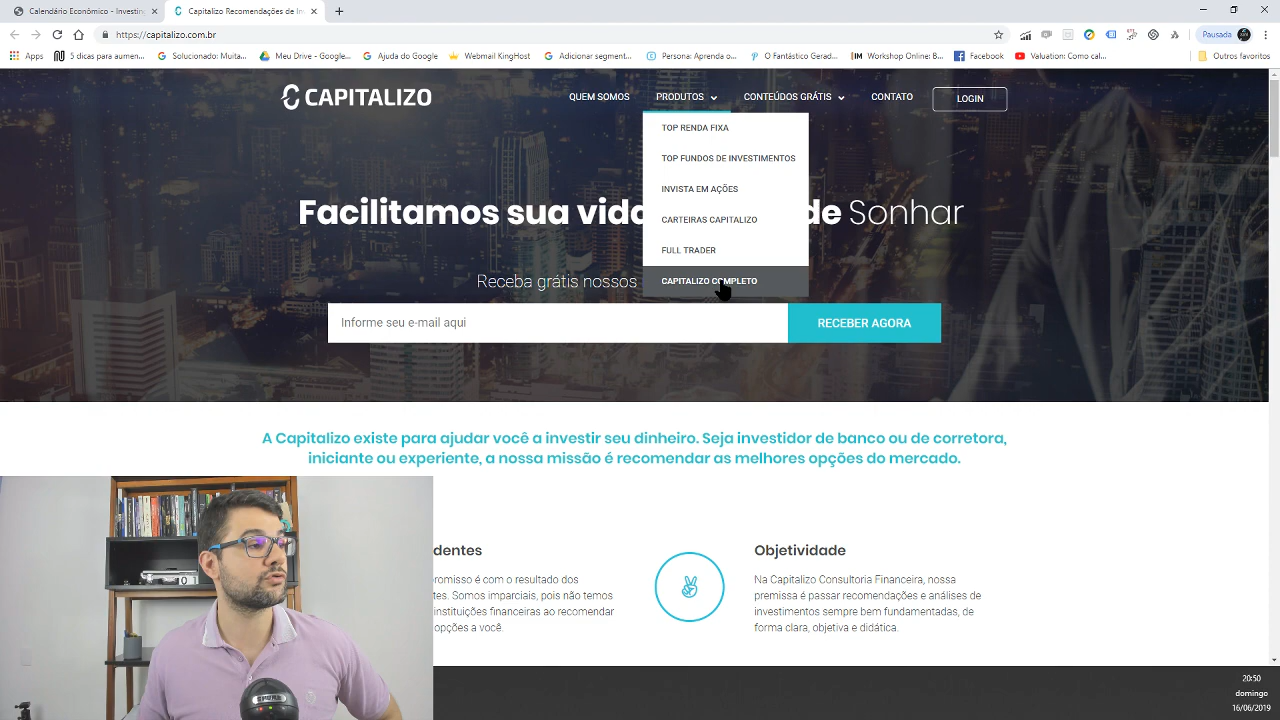 Calendário Econômico - Investing
Capitalizo Recomendações de Inv
https://capitalizo.com.br
Pausada
Apps
5 dicas para aumen...
Solucionado: Muita...
Meu Drive - Google...
Ajuda do Google
Webmail KingHost
Adicionar segment...
Persona: Aprenda o...
O Fantástico Gerad...
Workshop Online: B...
Facebook
Valuation: Como cal...
Outros favoritos
CAPITALIZO
QUEM SOMOS
PRODUTOS
CONTEÚDOS GRÁTIS
CONTATO
LOGIN
TOP RENDA FIXA
TOP FUNDOS DE INVESTIMENTOS
INVISTA EM AÇÕES
CARTEIRAS CAPITALIZO
FULL TRADER
CAPITALIZO COMPLETO
Facilitamos sua vid de Sonhar
Receba grátis nossos
Informe seu e-mail aqui
RECEBER AGORA
A Capitalizo existe para ajudar você a investir seu dinheiro. Seja investidor de banco ou de corretora,
iniciante ou experiente, a nossa missão é recomendar as melhores opções do mercado.
dentes
promisso é com o resultado dos
tes. Somos imparciais, pois não temos
instituições financeiras ao recomendar
opções a você.
Objetividade
Na Capitalizo Consultoria Financeira, nossa
premissa é passar recomendações e análises de
investimentos sempre bem fundamentadas, de
forma clara, objetiva e didática.
20:50
domingo
16/06/2019